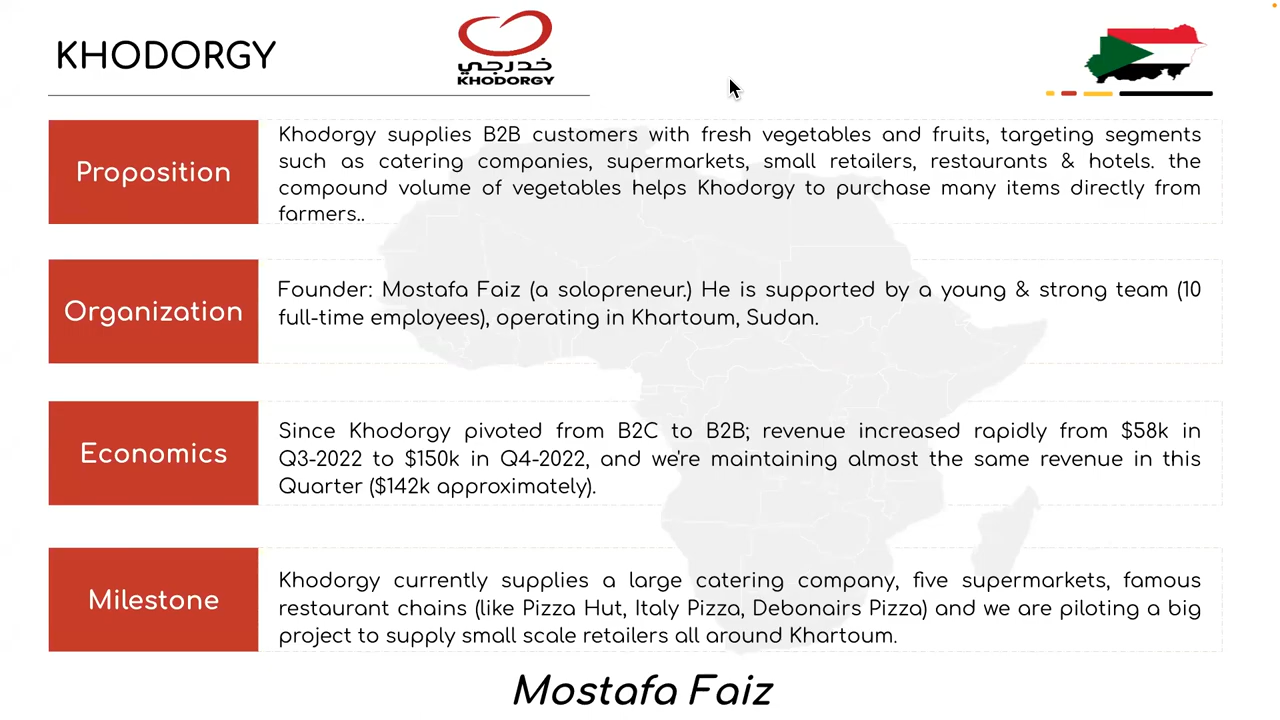 KHODORGY
خدرجي
KHODORGY
Proposition
Khodorgy supplies B2B customers with fresh vegetables and fruits, targeting segments
such as catering companies, supermarkets, small retailers, restaurants & hotels. the
compound volume of vegetables helps Khodorgy to purchase many items directly from
farmers..
Organization
Founder: Mostafa Faiz (a solopreneur.) He is supported by a young & strong team (10
full-time employees), operating in Khartoum, Sudan.
Economics
Since Khodorgy pivoted from B2C to B2B; revenue increased rapidly from $58k in
Q3-2022 to $150k in Q4-2022, and we're maintaining almost the same revenue in this
Quarter ($142k approximately).
Milestone
Khodorgy currently supplies a large catering company, five supermarkets, famous
restaurant chains (like Pizza Hut, Italy Pizza, Debonairs Pizza) and we are piloting a big
project to supply small scale retailers all around Khartoum.
Mostafa Faiz